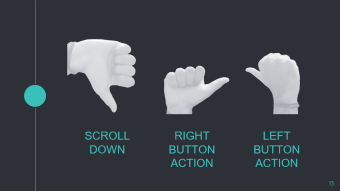 SCROLL
DOWN
RIGHT
BUTTON
ACTION
LEFT
BUTTON
ACTION